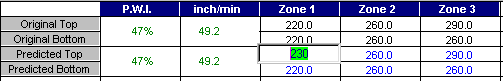 P.W.I. inch/min Zone 1 Zone 2 Zone 3
Original Top 47% 49.2 220.0 260.0 290.0
Original Bottom 220.0 260.0 290.0
Predicted Top 47% 49.2 230 260.0 290.0
Predicted Bottom 220.0 260.0 290.0